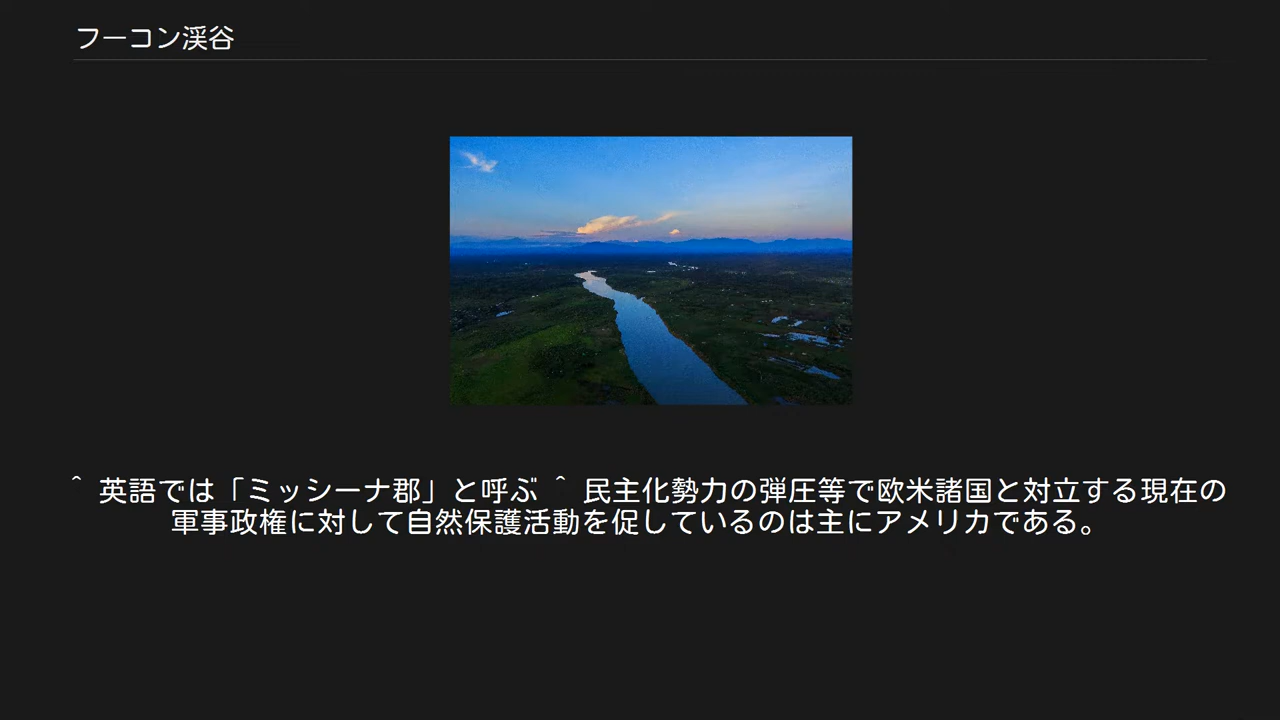 フーコン渓谷
^ 英語では「ミッシーナ郡」と呼ぶ ^ 民主化勢力の弾圧等で欧米諸国と対立する現在の
軍事政権に対して自然保護活動を促しているのは主にアメリカである。